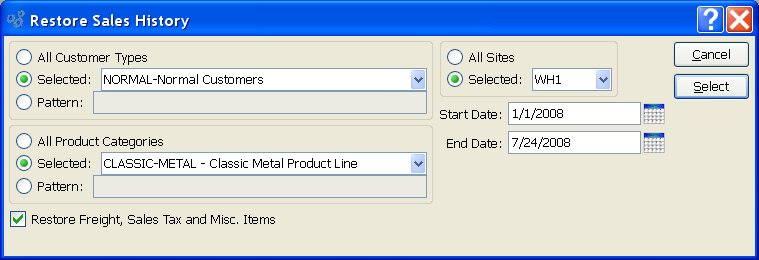 Restore Sales History
All Customer Types
Selected: NORMAL-Normal Customers
Pattern:
All Product Categories
Selected: CLASSIC-METAL - Classic Metal Product Line
Pattern:
Restore Freight, Sales Tax and Misc. Items
All Sites
Selected: WH1
Start Date: 1/1/2008
End Date: 7/24/2008
Cancel
Select